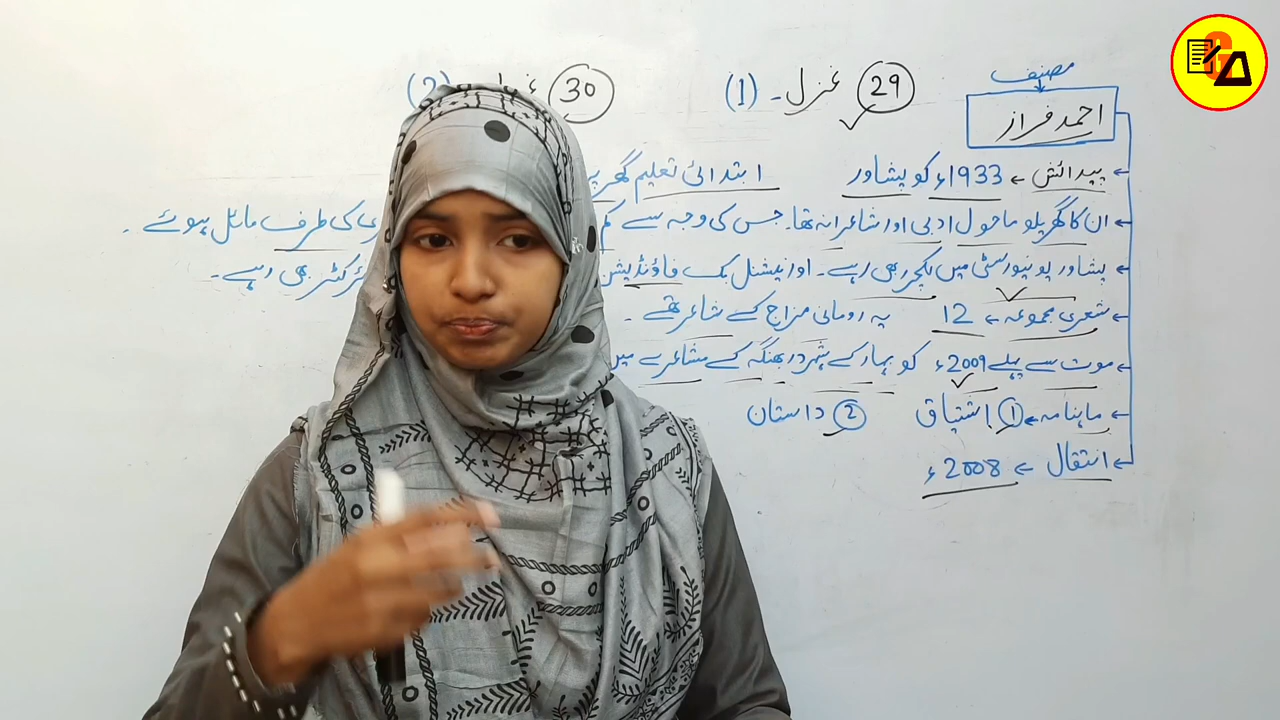 مصنف
29 غزل ۔ (1) 30 (2)
احمد فراز
پیدائش ← 1933ء کو پشاور ابتدائی تعلیم گھر پر
ان کا گھریلو ماحول ادبی اور شاعرانہ تھا۔ جس کی وجہ سے کم کی طرف مائل ہوئے ۔
پشاور یونیورسٹی میں لکچرر بھی رہے ۔ اور نیشنل بک فاؤنڈیشن بھی رہے ۔
شعری مجموعہ ← 12 یہ رومانی مزاج کے شاعر تھے ۔
موت سے پہلے 2009ء کو بہار کے شہر دربھنگہ کے مشاعرے میں
ماہنامہ ← 1 اشتیاق 2 داستان
انتقال ← 2008ء